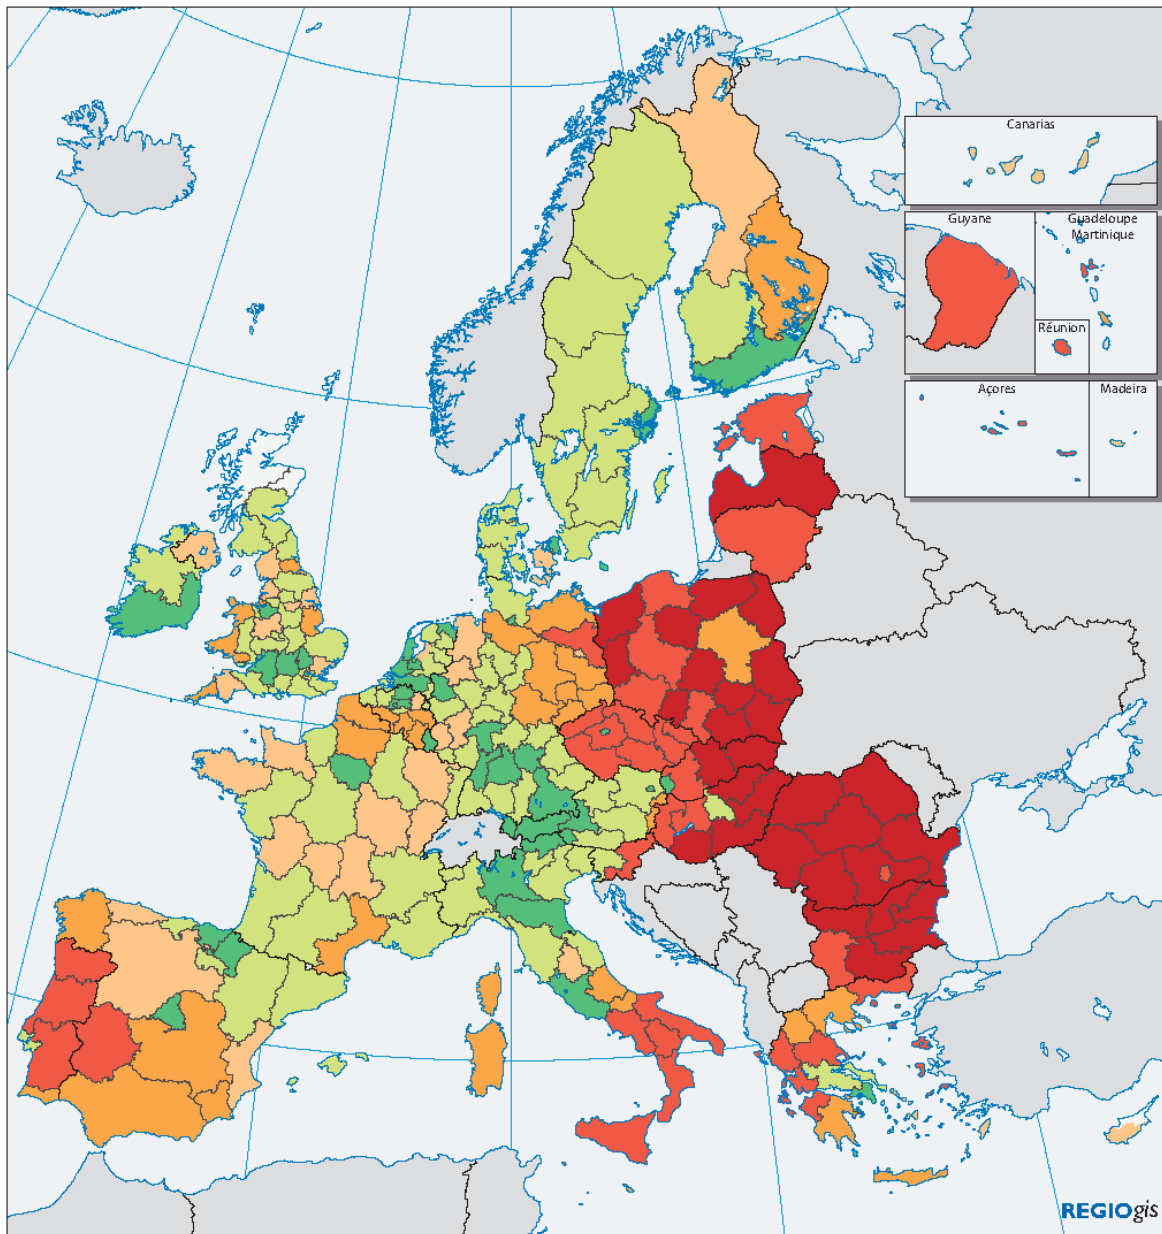 Canarias
Guyane
Guadeloupe
Martinique
Réunion
Açores
Madeira
REGIOgis